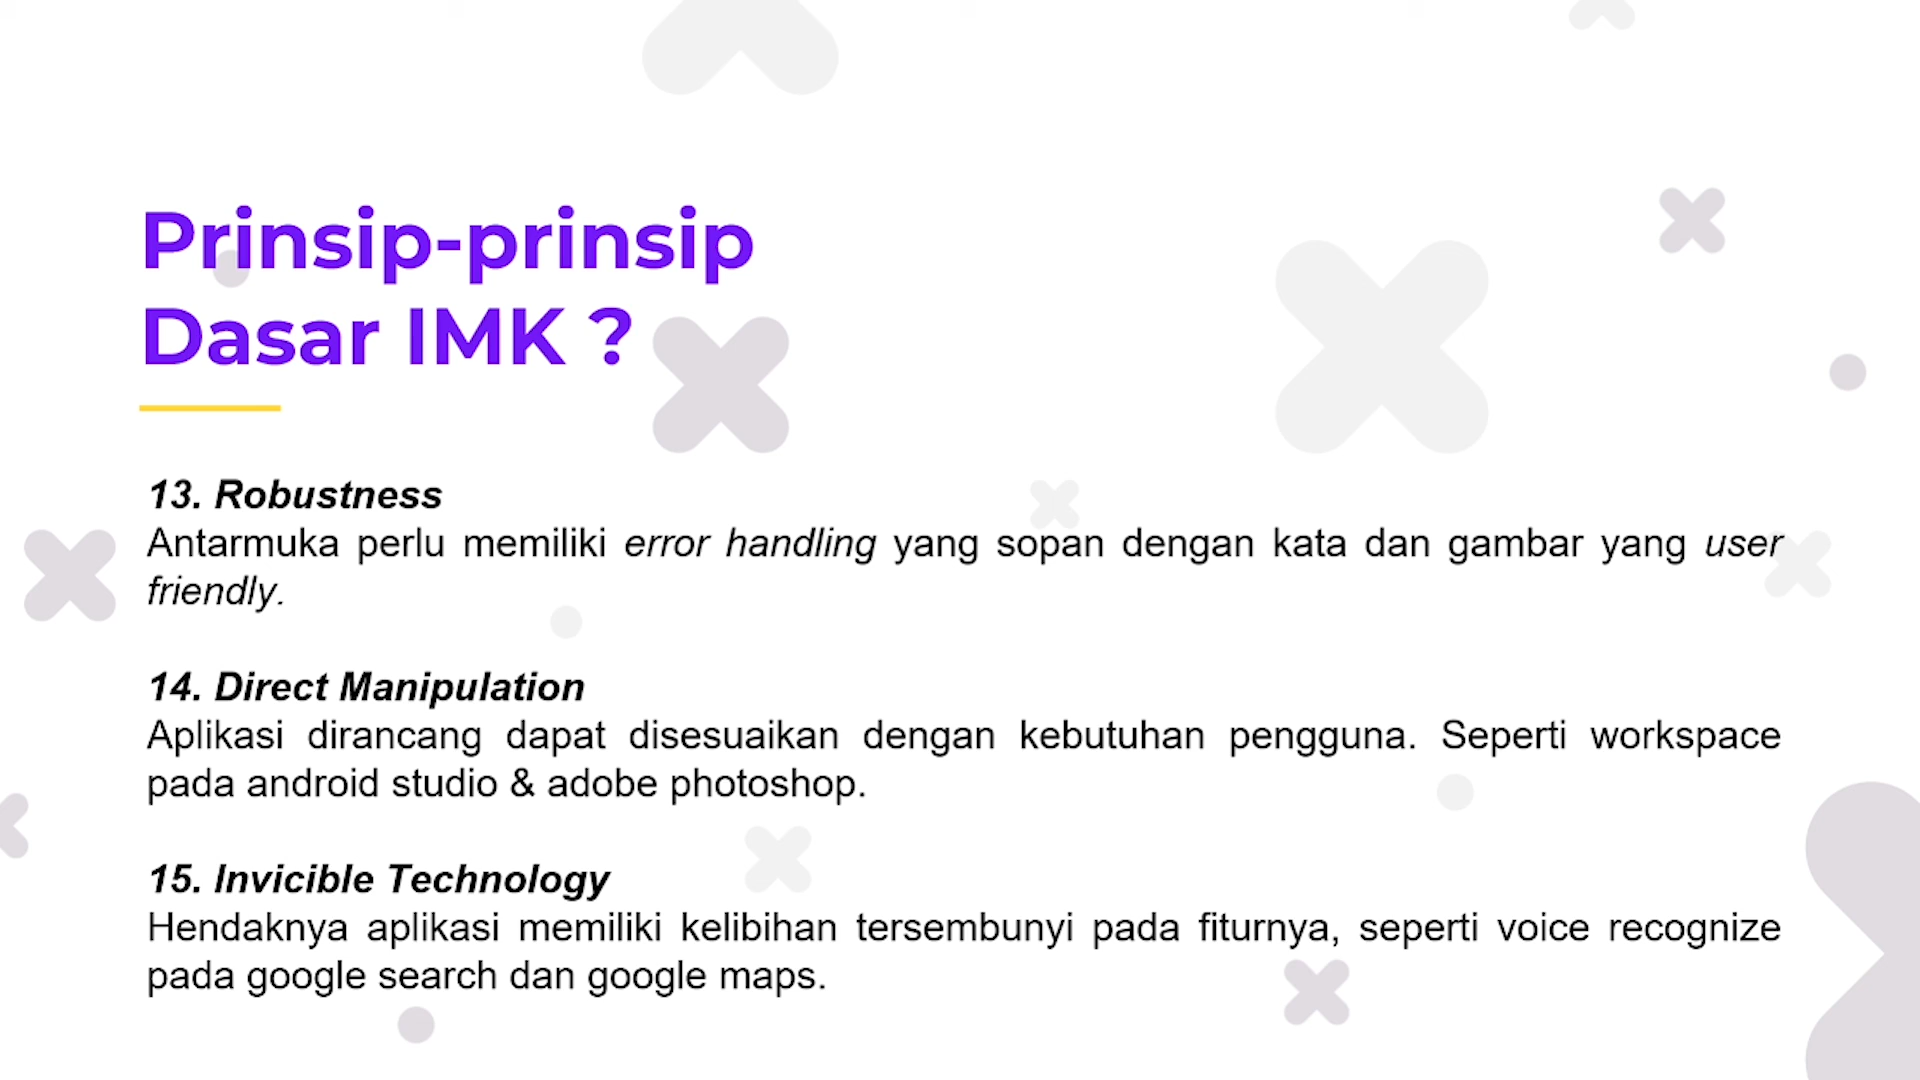 Prinsip-prinsip
Dasar IMK ?
13. Robustness
Antarmuka perlu memiliki error handling yang sopan dengan kata dan gambar yang user
friendly.
14. Direct Manipulation
Aplikasi dirancang dapat disesuaikan dengan kebutuhan pengguna. Seperti workspace
pada android studio & adobe photoshop.
15. Invicible Technology
Hendaknya aplikasi memiliki kelibihan tersembunyi pada fiturnya, seperti voice recognize
pada google search dan google maps.